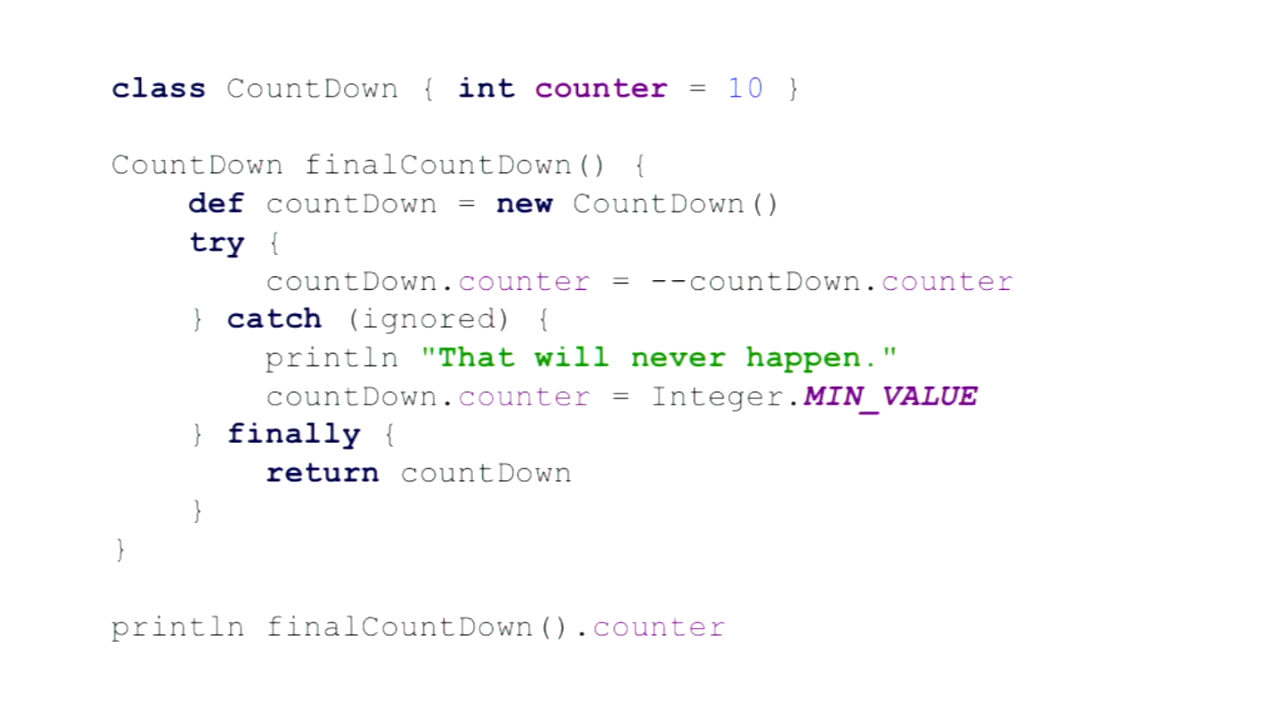 class CountDown { int counter = 10 }
CountDown finalCountDown() {
    def countDown = new CountDown()
    try {
        countDown.counter = --countDown.counter
    } catch (ignored) {
        println "That will never happen."
        countDown.counter = Integer.MIN_VALUE
    } finally {
        return countDown
    }
}
println finalCountDown().counter